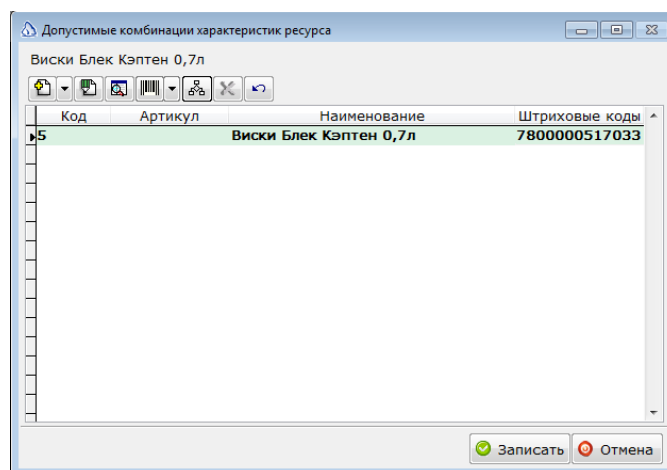 Допустимые комбинации характеристик ресурса
Виски Блек Кэптен 0,7л
Код Артикул Наименование Штриховые коды
5 Виски Блек Кэптен 0,7л 7800000517033
Записать Отмена